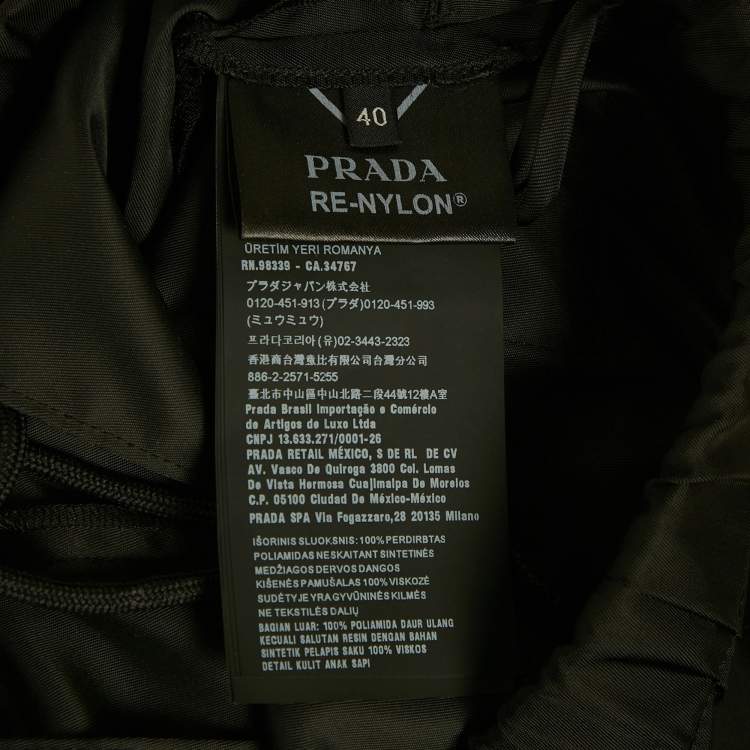 40
PRADA
RE-NYLON®
ÜRETİM YERİ ROMANYA
RN.98339 - CA.34767
プラダジャパン株式会社
0120-451-913 (プラダ)0120-451-993
(ミュウミュウ)
프라다코리아(유)02-3443-2323
香港商台灣蒲比有限公司台灣分公司
886-2-2571-5255
臺北市中山區中山北路二段44號12樓A室
Prada Brasil Importação e Comércio
de Artigos de Luxo Ltda
CNPJ 13.633.271/0001-26
PRADA RETAIL MÉXICO, S DE RL DE CV
AV. Vasco De Quiroga 3800 Col. Lomas
De Vista Hermosa Cuajimalpa De Morelos
C.P. 05100 Ciudad De México-México
PRADA SPA Via Fogazzaro,28 20135 Milano
IŠORINIS SLUOKSNIS: 100% PERDIRBTAS
POLIAMIDAS NESKAITANT SINTETINĖS
MEDŽIAGOS DERVOS DANGOS
KIŠENĖS PAMUŠALAS 100% VISKOZĖ
SUDĖTYJE YRA GYVŪNINĖS KILMĖS
NE TEKSTILĖS DALIŲ
BAGIAN LUAR: 100% POLIAMIDA DAUR ULANG
KECUALI SALUTAN RESIN DENGAN BAHAN
SINTETIK PELAPIS SAKU 100% VISKOS
DETAIL KULIT ANAK SAPI